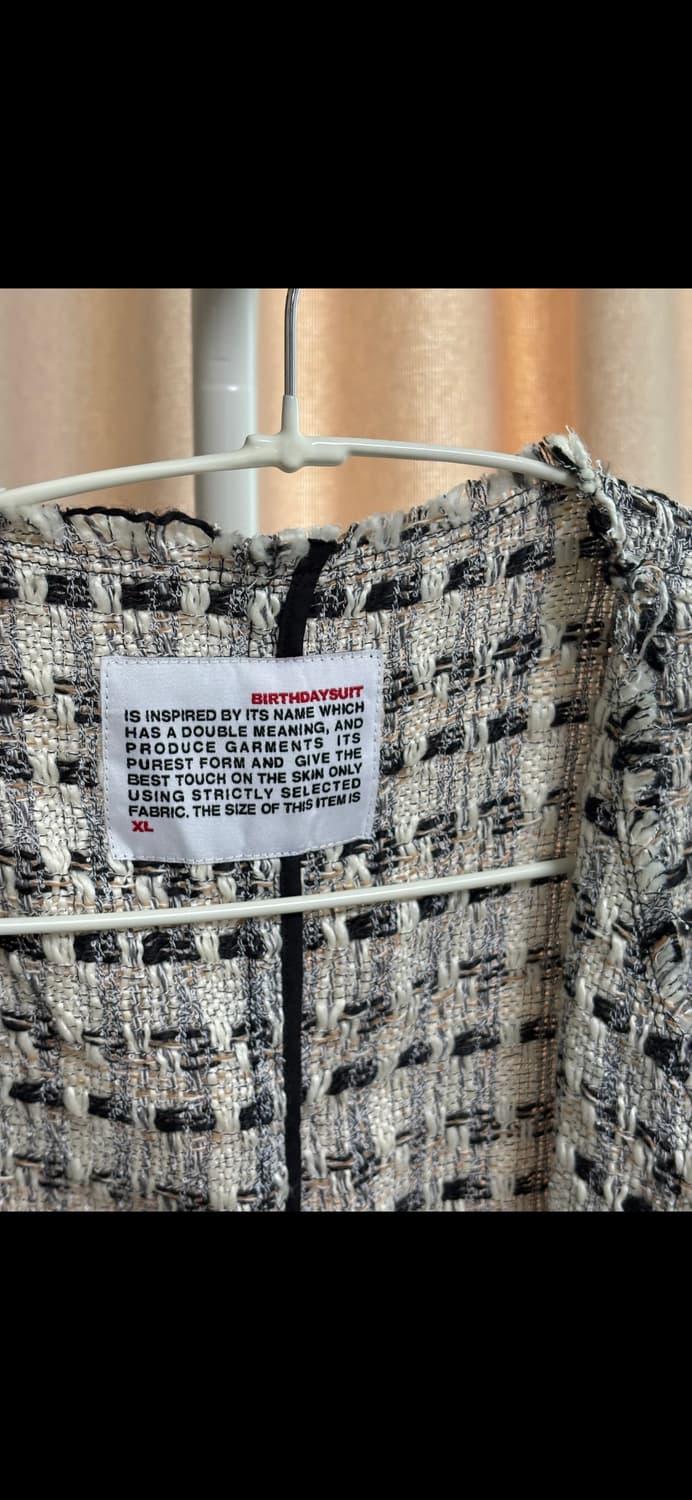 BIRTHDAYSUIT
IS INSPIRED BY ITS NAME WHICH
HAS A DOUBLE MEANING, AND
PRODUCE GARMENTS ITS
PUREST FORM AND GIVE THE
BEST TOUCH ON THE SKIN ONLY
USING STRICTLY SELECTED
FABRIC. THE SIZE OF THIS ITEM IS
XL